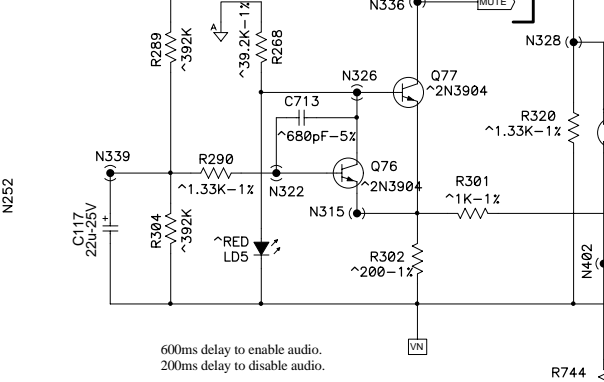 N336
MUTE
A
R289
^392K
^39.2K-1%
R268
N328
N326
Q77
^2N3904
C713
^680pF-5%
R320
^1.33K-1%
N339
R290
^1.33K-1%
N322
Q76
^2N3904
R301
^1K-1%
N252
C117
22u-25V
+
R304
^392K
N315
^RED
LD5
R302
^200-1%
N402
VN
600ms delay to enable audio.
200ms delay to disable audio.
R744